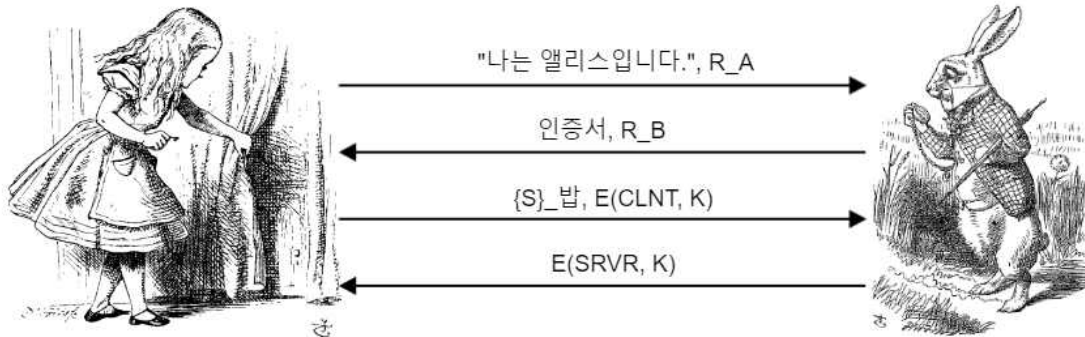 "나는 앨리스입니다.", R_A
인증서, R_B
{S}_밥, E(CLNT, K)
E(SRVR, K)